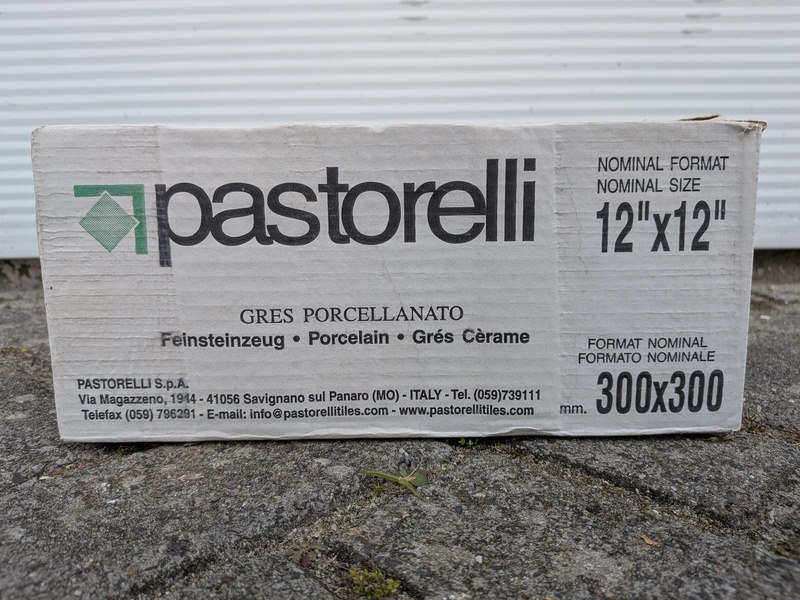 pastorelli
NOMINAL FORMAT
NOMINAL SIZE
12"x12"
GRES PORCELLANATO
Feinsteinzeug • Porcelain • Grés Cèrame
FORMAT NOMINAL
FORMATO NOMINALE
mm. 300x300
PASTORELLI S.p.A.
Via Magazzeno, 1944 - 41056 Savignano sul Panaro (MO) - ITALY - Tel. (059)739111
Telefax (059) 796291 - E-mail: info@pastorellitiles.com - www.pastorellitiles.com